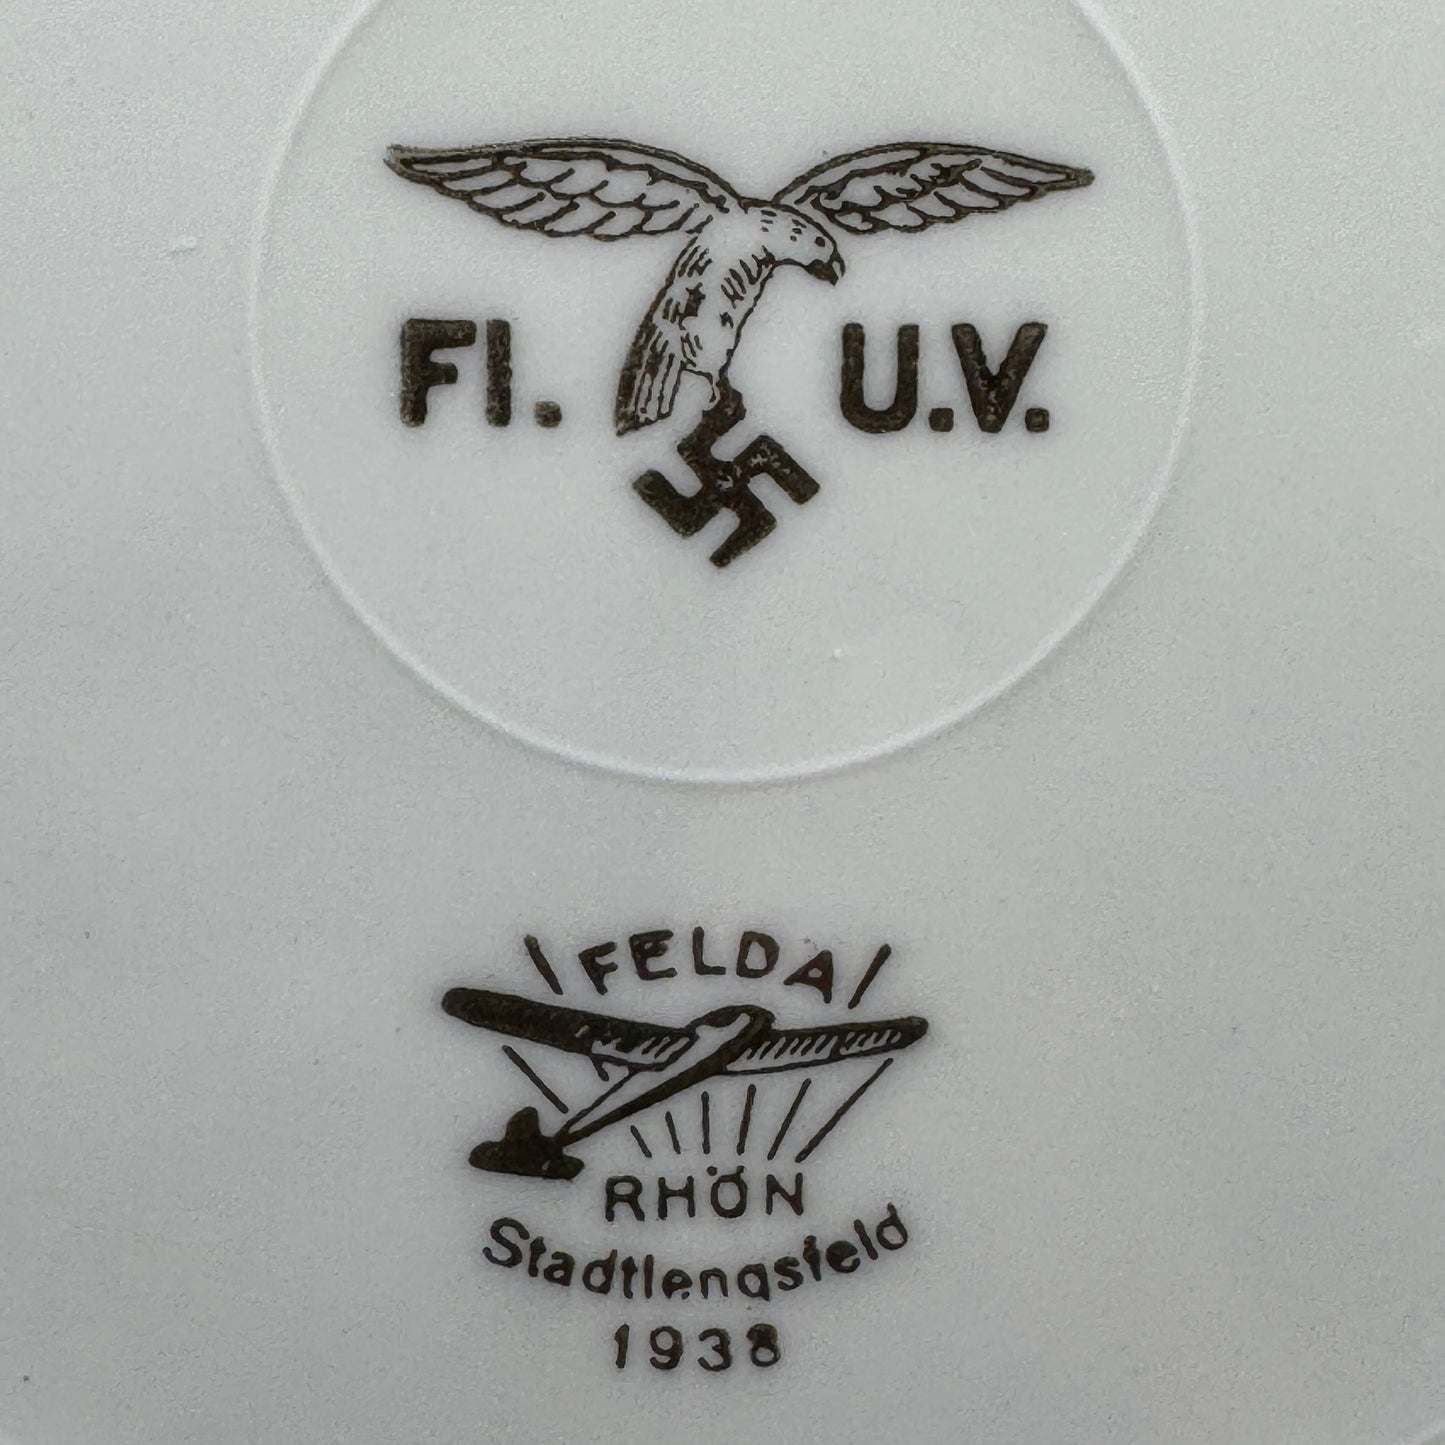 Fl. U.V.
FELDA
RHÖN
Stadtlengsfeld
1938